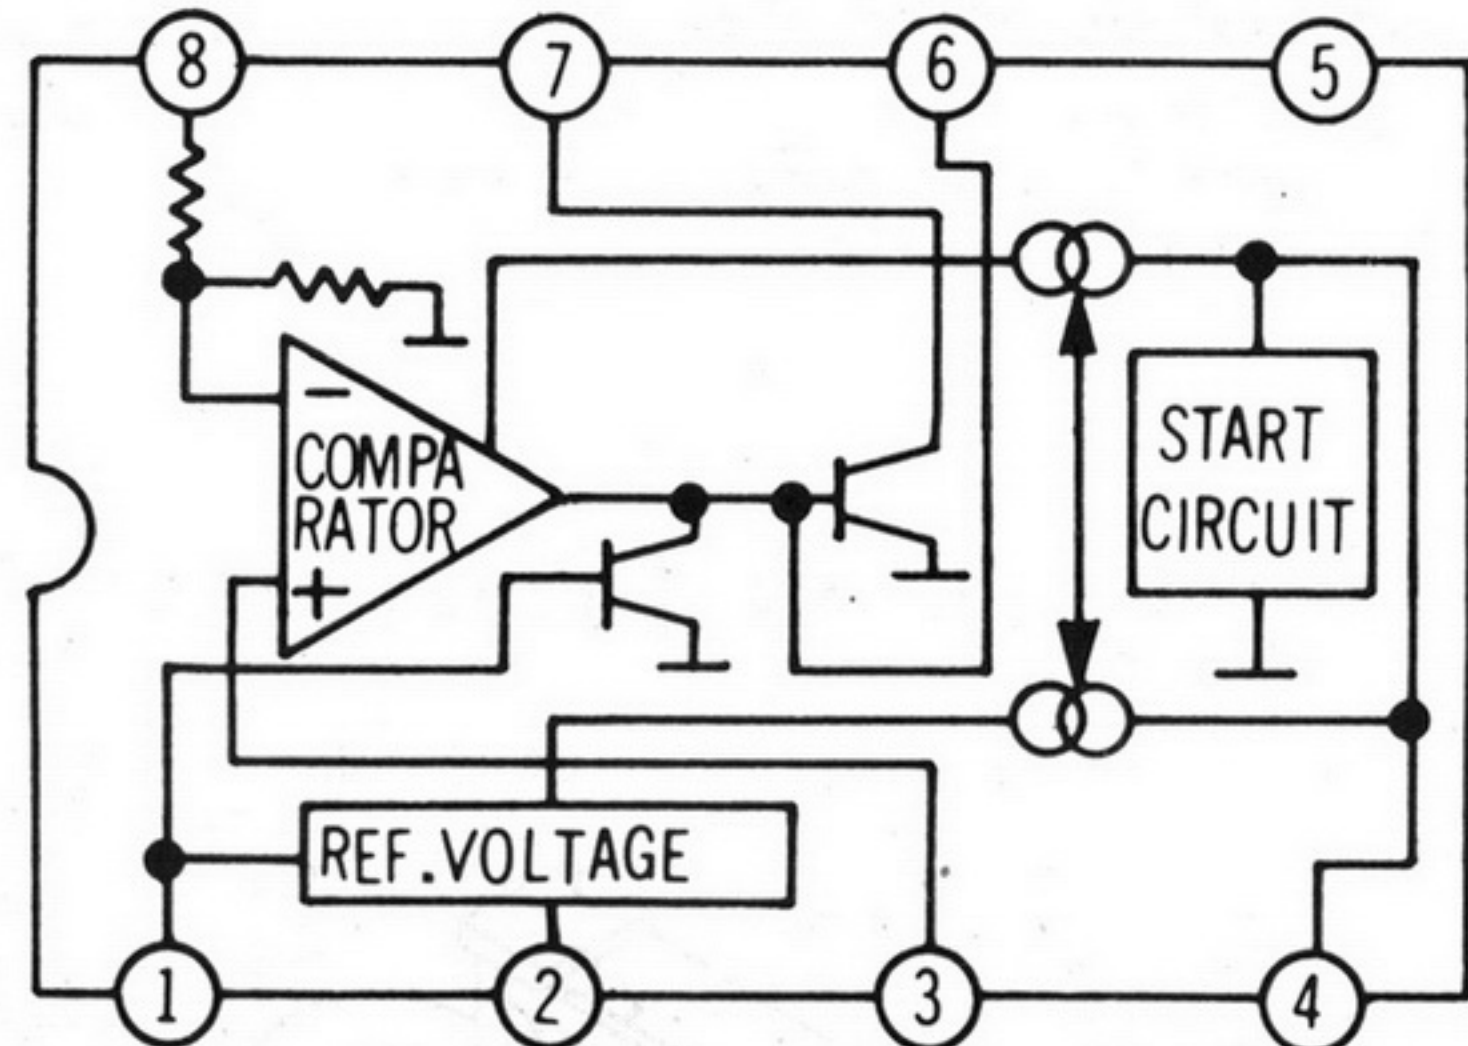 8 7 6 5
−
COMPA
RATOR
+
START
CIRCUIT
REF. VOLTAGE
1 2 3 4